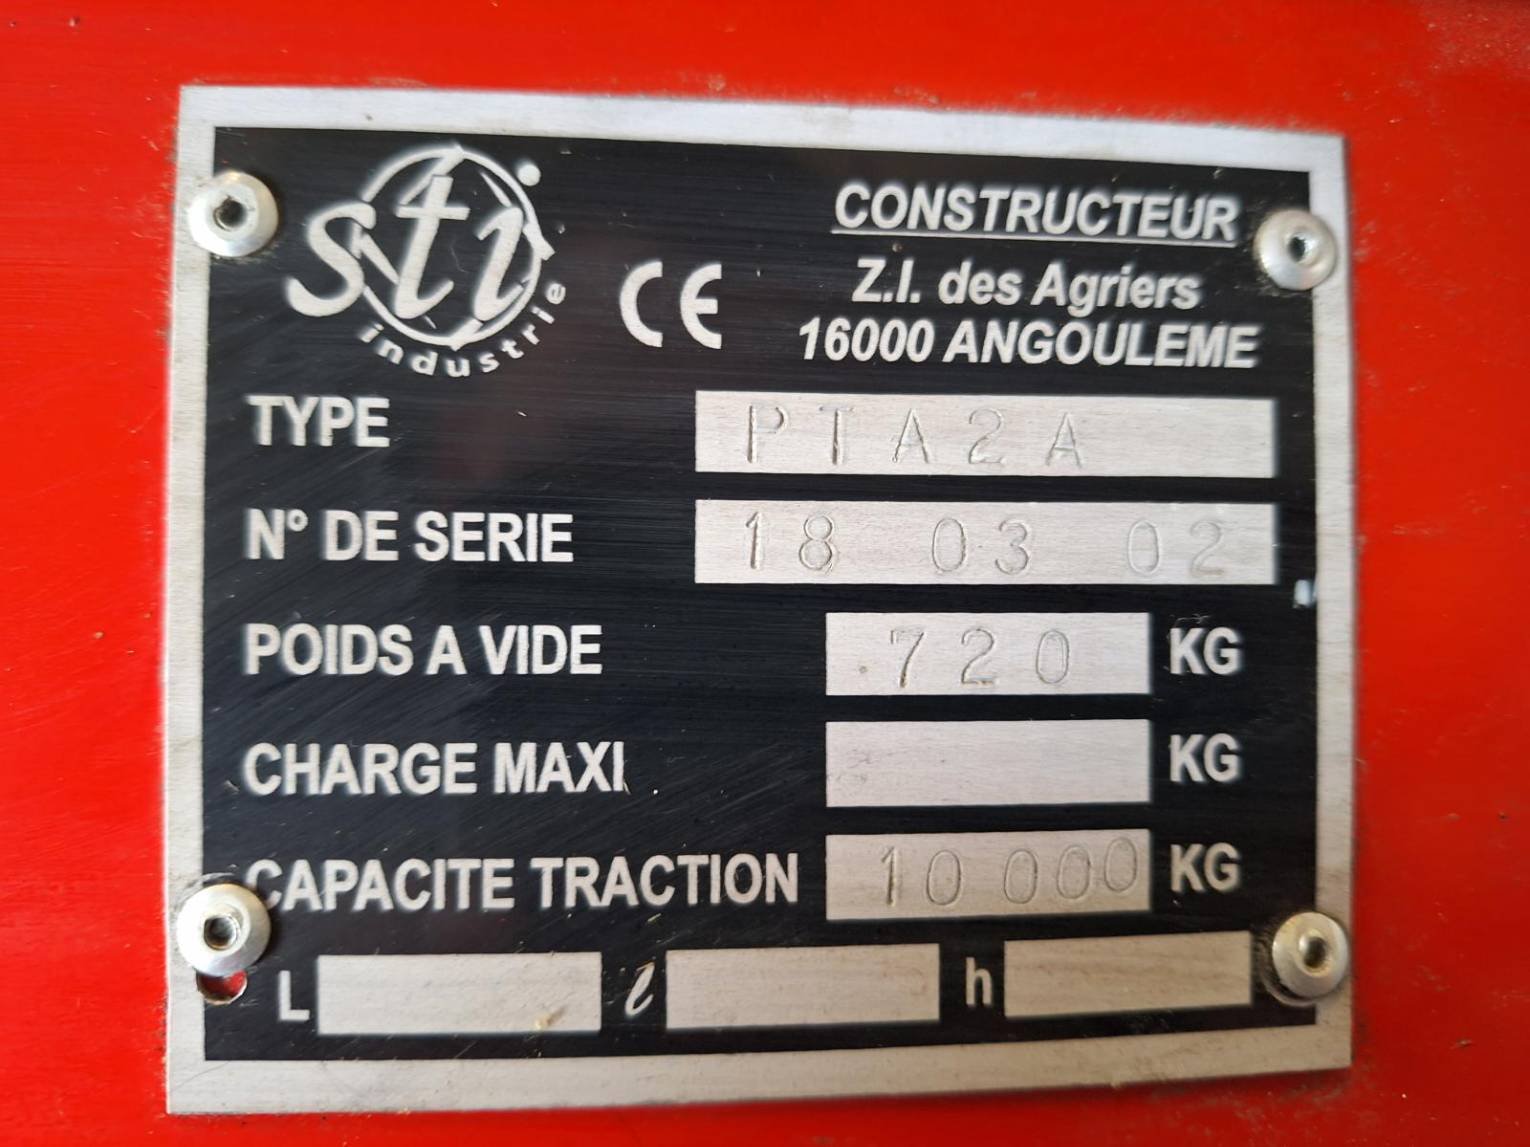 sti
industrie
CE
CONSTRUCTEUR
Z.I. des Agriers
16000 ANGOULEME
TYPE PTA2A
N° DE SERIE 18 03 02
POIDS A VIDE 720 KG
CHARGE MAXI KG
CAPACITE TRACTION 10 000 KG
L l h